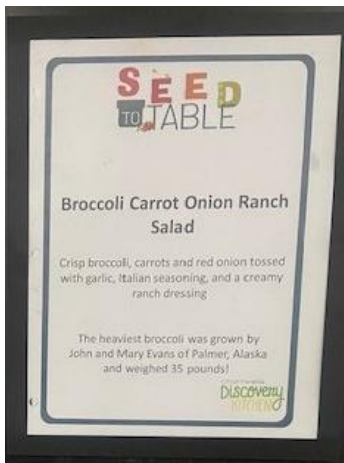 SEED
TO TABLE
Broccoli Carrot Onion Ranch
Salad
Crisp broccoli, carrots and red onion tossed
with garlic, Italian seasoning, and a creamy
ranch dressing
The heaviest broccoli was grown by
John and Mary Evans of Palmer, Alaska
and weighed 35 pounds!
Discovery
KITCHEN